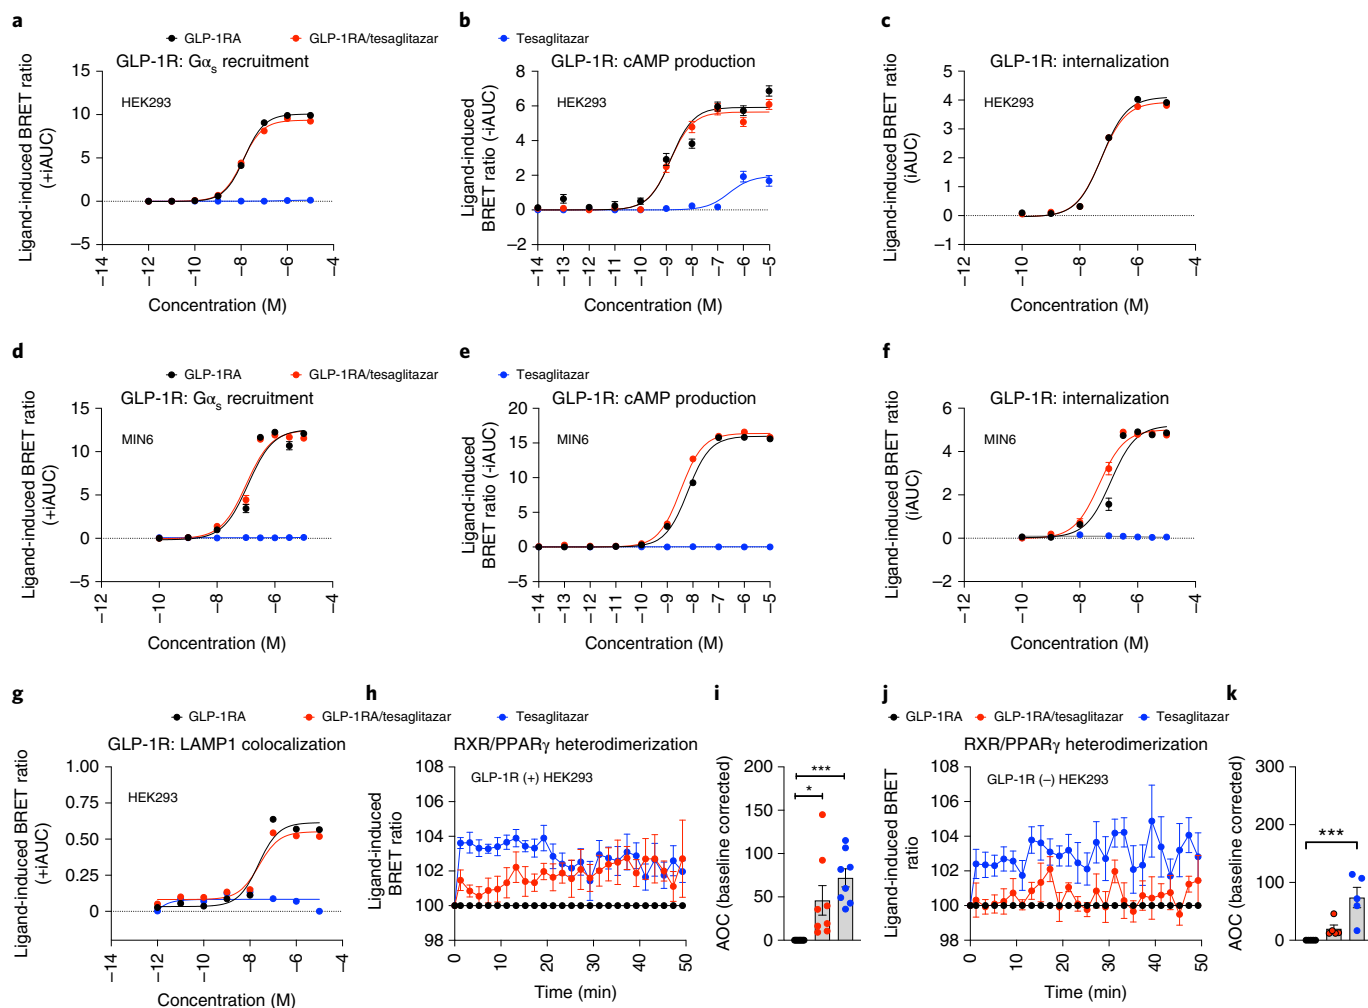 a
b
c
GLP-1RA GLP-1RA/tesaglitazar Tesaglitazar
GLP-1R: Gαs recruitment
HEK293
Ligand-induced BRET ratio
(+iAUC)
15
10
5
0
–5
–14
–12
–10
–8
–6
–4
Concentration (M)
GLP-1R: cAMP production
HEK293
Ligand-induced
BRET ratio (-iAUC)
–8
6
4
2
0
–2
–14
–13
–12
–11
–10
–9
–8
–7
–6
–5
Concentration (M)
GLP-1R: internalization
HEK293
Ligand-induced BRET ratio
(iAUC)
5
4
3
2
1
0
–1
–12
–10
–8
–6
–4
Concentration (M)
d
e
f
GLP-1RA GLP-1RA/tesaglitazar Tesaglitazar
GLP-1R: Gαs recruitment
MIN6
Ligand-induced BRET ratio
(+iAUC)
15
10
5
0
–5
–12
–10
–8
–6
–4
Concentration (M)
GLP-1R: cAMP production
MIN6
Ligand-induced
BRET ratio (-iAUC)
20
15
10
5
0
–5
–14
–13
–12
–11
–10
–9
–8
–7
–6
–5
Concentration (M)
GLP-1R: internalization
MIN6
Ligand-induced BRET ratio
(iAUC)
6
4
2
0
–2
–12
–10
–8
–6
–4
Concentration (M)
g
h
i
j
k
GLP-1RA GLP-1RA/tesaglitazar Tesaglitazar
GLP-1RA GLP-1RA/tesaglitazar Tesaglitazar
GLP-1R: LAMP1 colocalization
HEK293
Ligand-induced BRET ratio
(+iAUC)
1.00
0.75
0.50
0.25
0
–14
–12
–10
–8
–6
–4
Concentration (M)
RXR/PPARγ heterodimerization
GLP-1R (+) HEK293
Ligand-induced
BRET ratio
108
106
104
102
100
98
0
10
20
30
40
50
Time (min)
AOC (baseline corrected)
200
150
100
50
0
***
*
RXR/PPARγ heterodimerization
GLP-1R (–) HEK293
Ligand-induced BRET
ratio
108
106
104
102
100
98
0
10
20
30
40
50
Time (min)
AOC (baseline corrected)
300
200
100
0
***